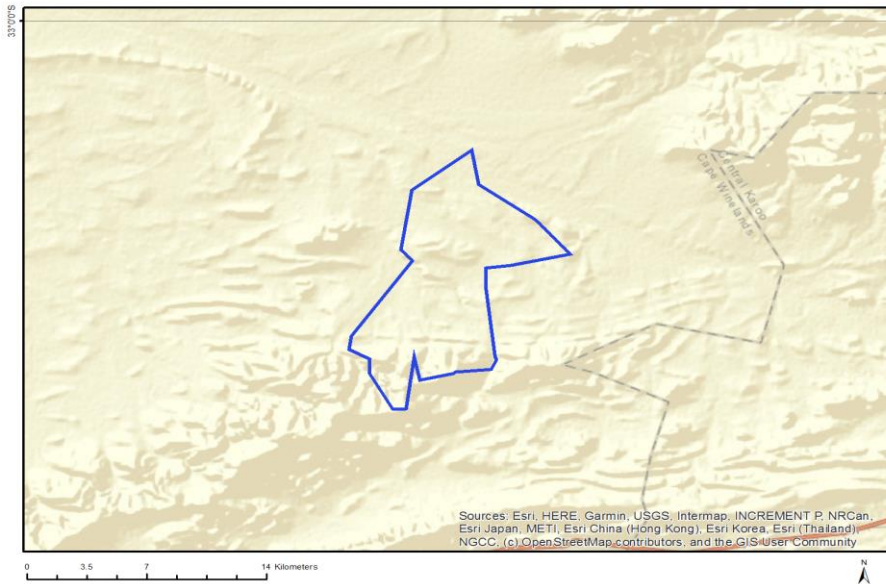 33°0'0"S
Central Karoo
Cape Winelands
Sources: Esri, HERE, Garmin, USGS, Intermap, INCREMENT P, NRCan,
Esri Japan, METI, Esri China (Hong Kong), Esri Korea, Esri (Thailand),
NGCC, (c) OpenStreetMap contributors, and the GIS User Community
0 3.5 7 14 Kilometers
N